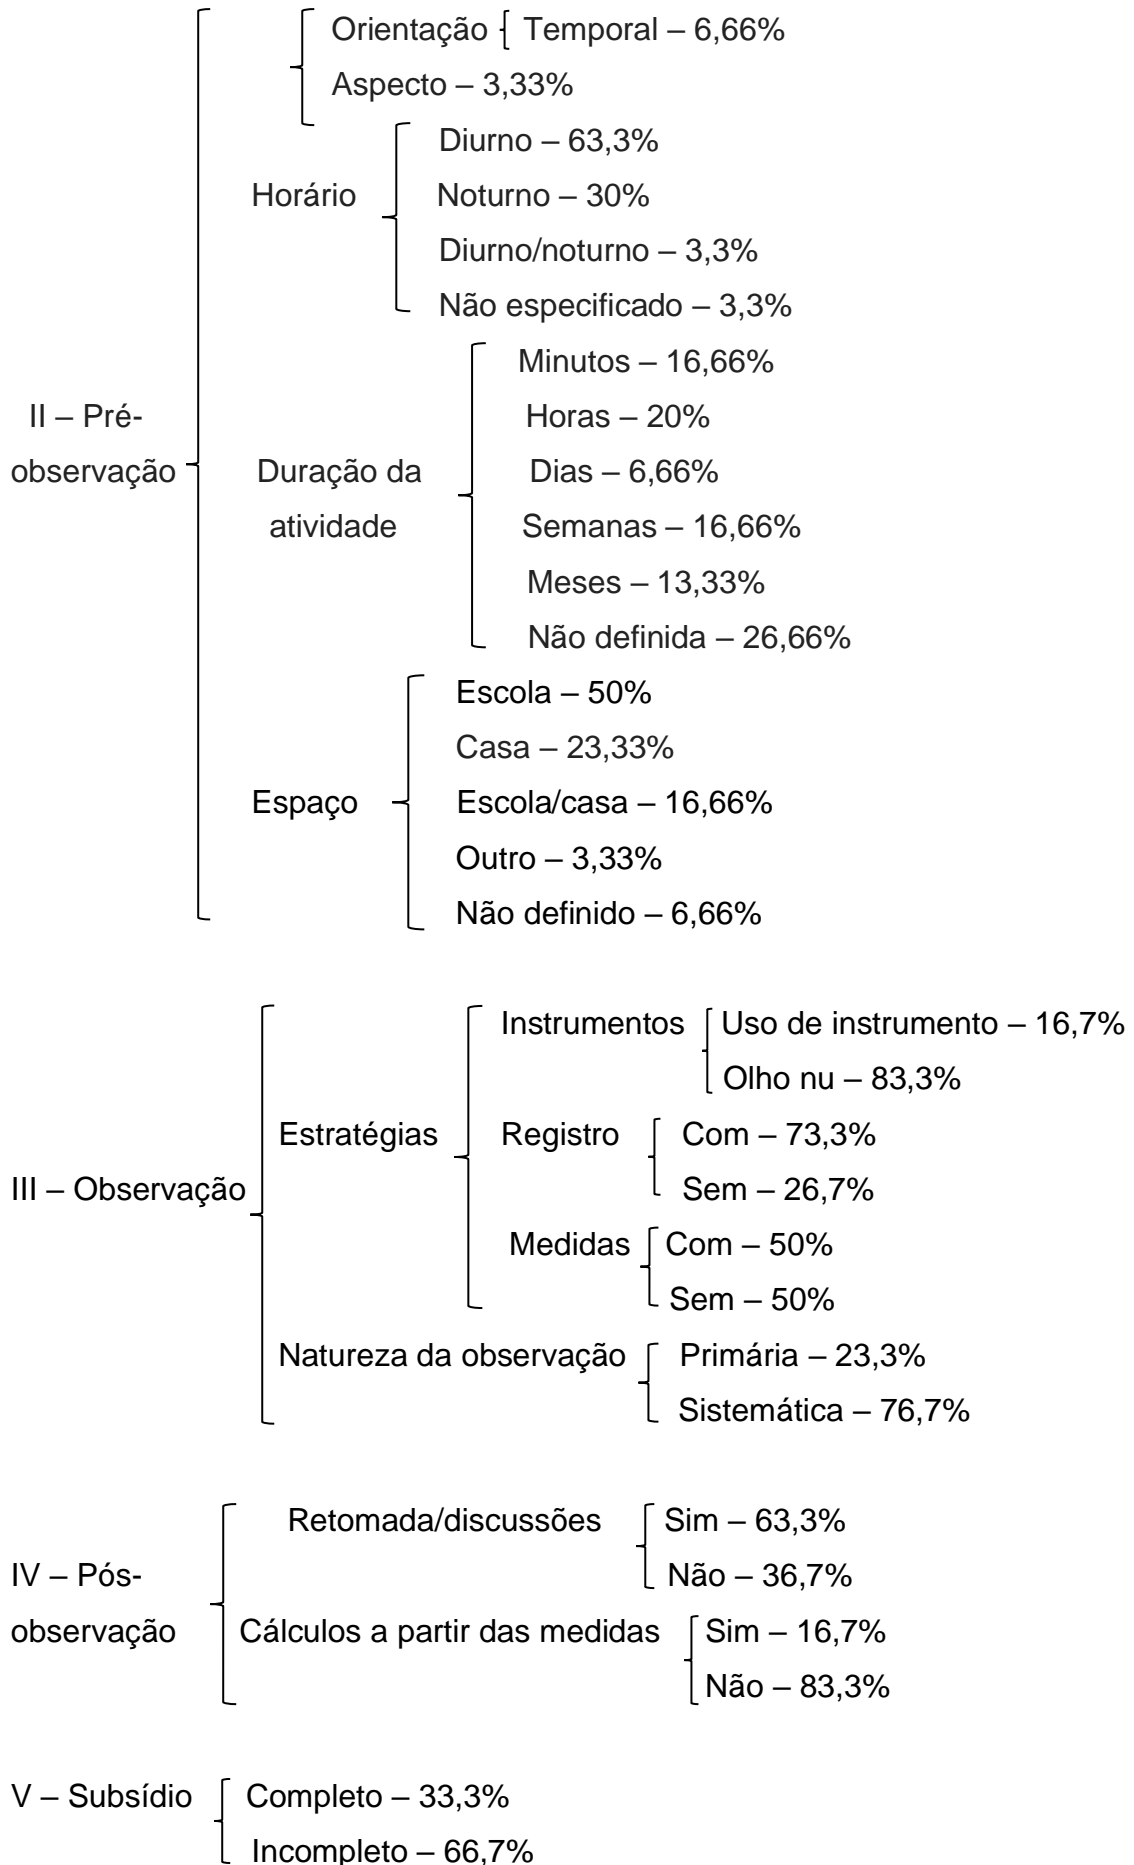 Orientação Temporal – 6,66%
Aspecto – 3,33%
Diurno – 63,3%
Horário Noturno – 30%
Diurno/noturno – 3,3%
Não especificado – 3,3%
Minutos – 16,66%
II – Pré- Horas – 20%
observação Duração da Dias – 6,66%
atividade Semanas – 16,66%
Meses – 13,33%
Não definida – 26,66%
Escola – 50%
Casa – 23,33%
Espaço Escola/casa – 16,66%
Outro – 3,33%
Não definido – 6,66%
Instrumentos Uso de instrumento – 16,7%
Olho nu – 83,3%
Estratégias Registro Com – 73,3%
III – Observação Sem – 26,7%
Medidas Com – 50%
Sem – 50%
Natureza da observação Primária – 23,3%
Sistemática – 76,7%
Retomada/discussões Sim – 63,3%
IV – Pós- Não – 36,7%
observação Cálculos a partir das medidas Sim – 16,7%
Não – 83,3%
V – Subsídio Completo – 33,3%
Incompleto – 66,7%